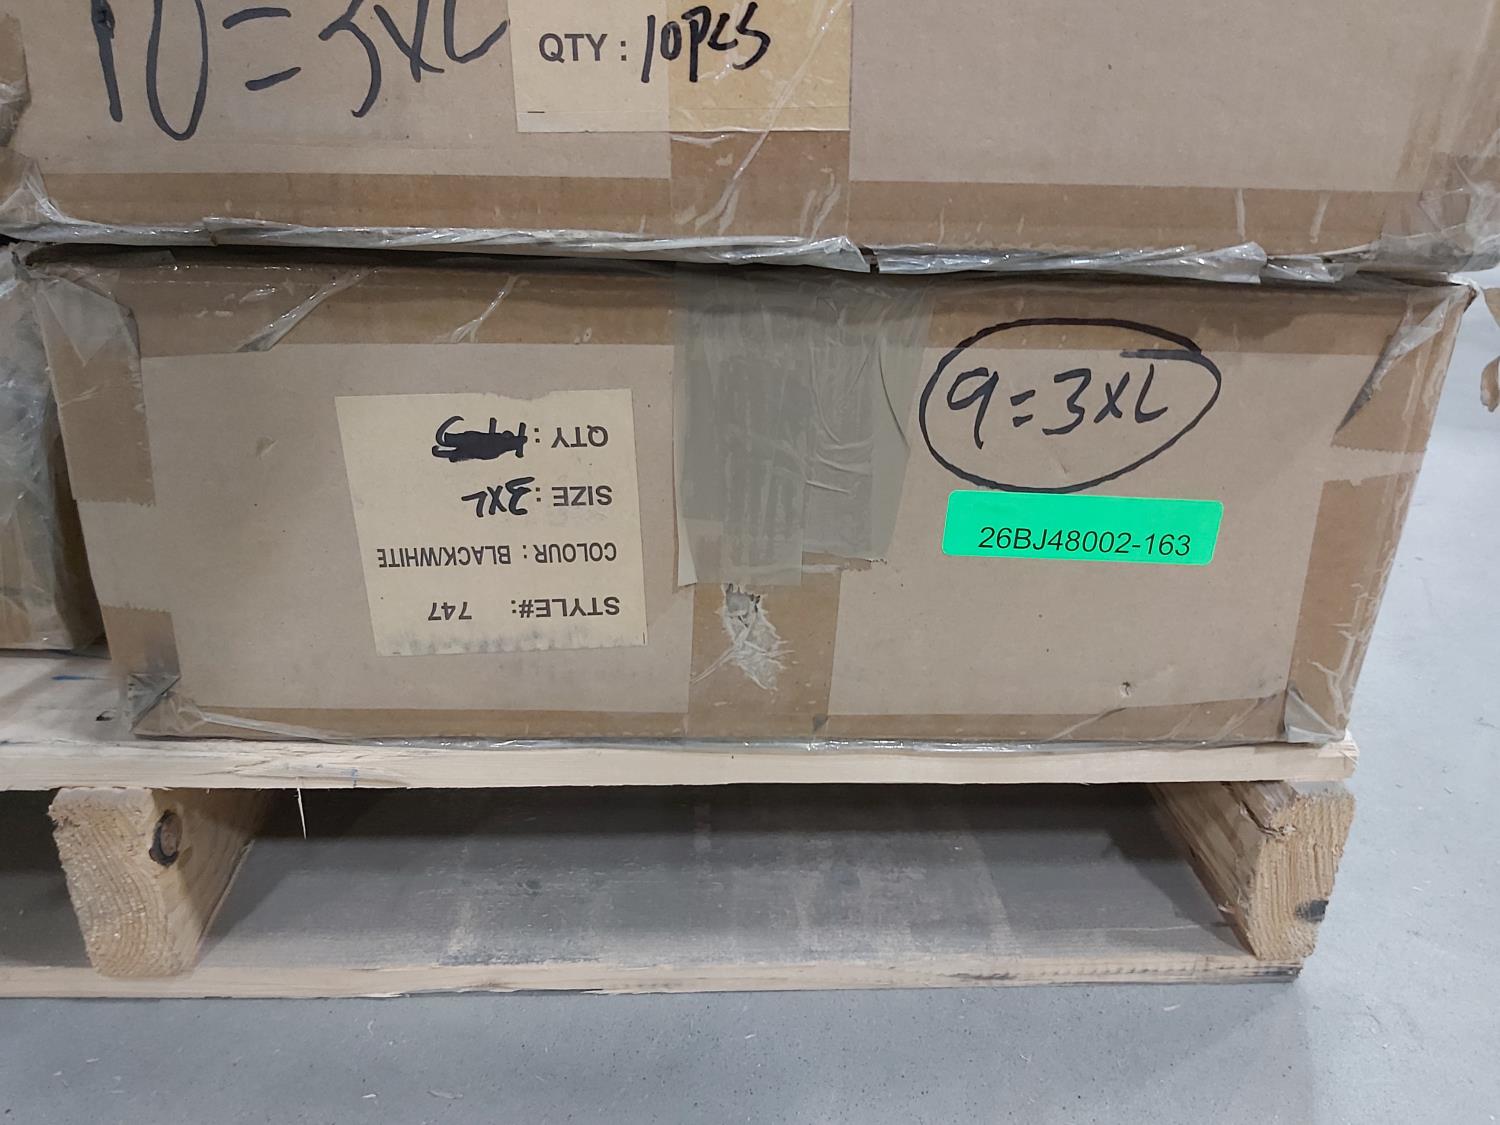 10=3XL
QTY: 10PCS
9=3XL
26BJ48002-163
STYLE#: 747
COLOUR: BLACK/WHITE
SIZE: 3XL
QTY: